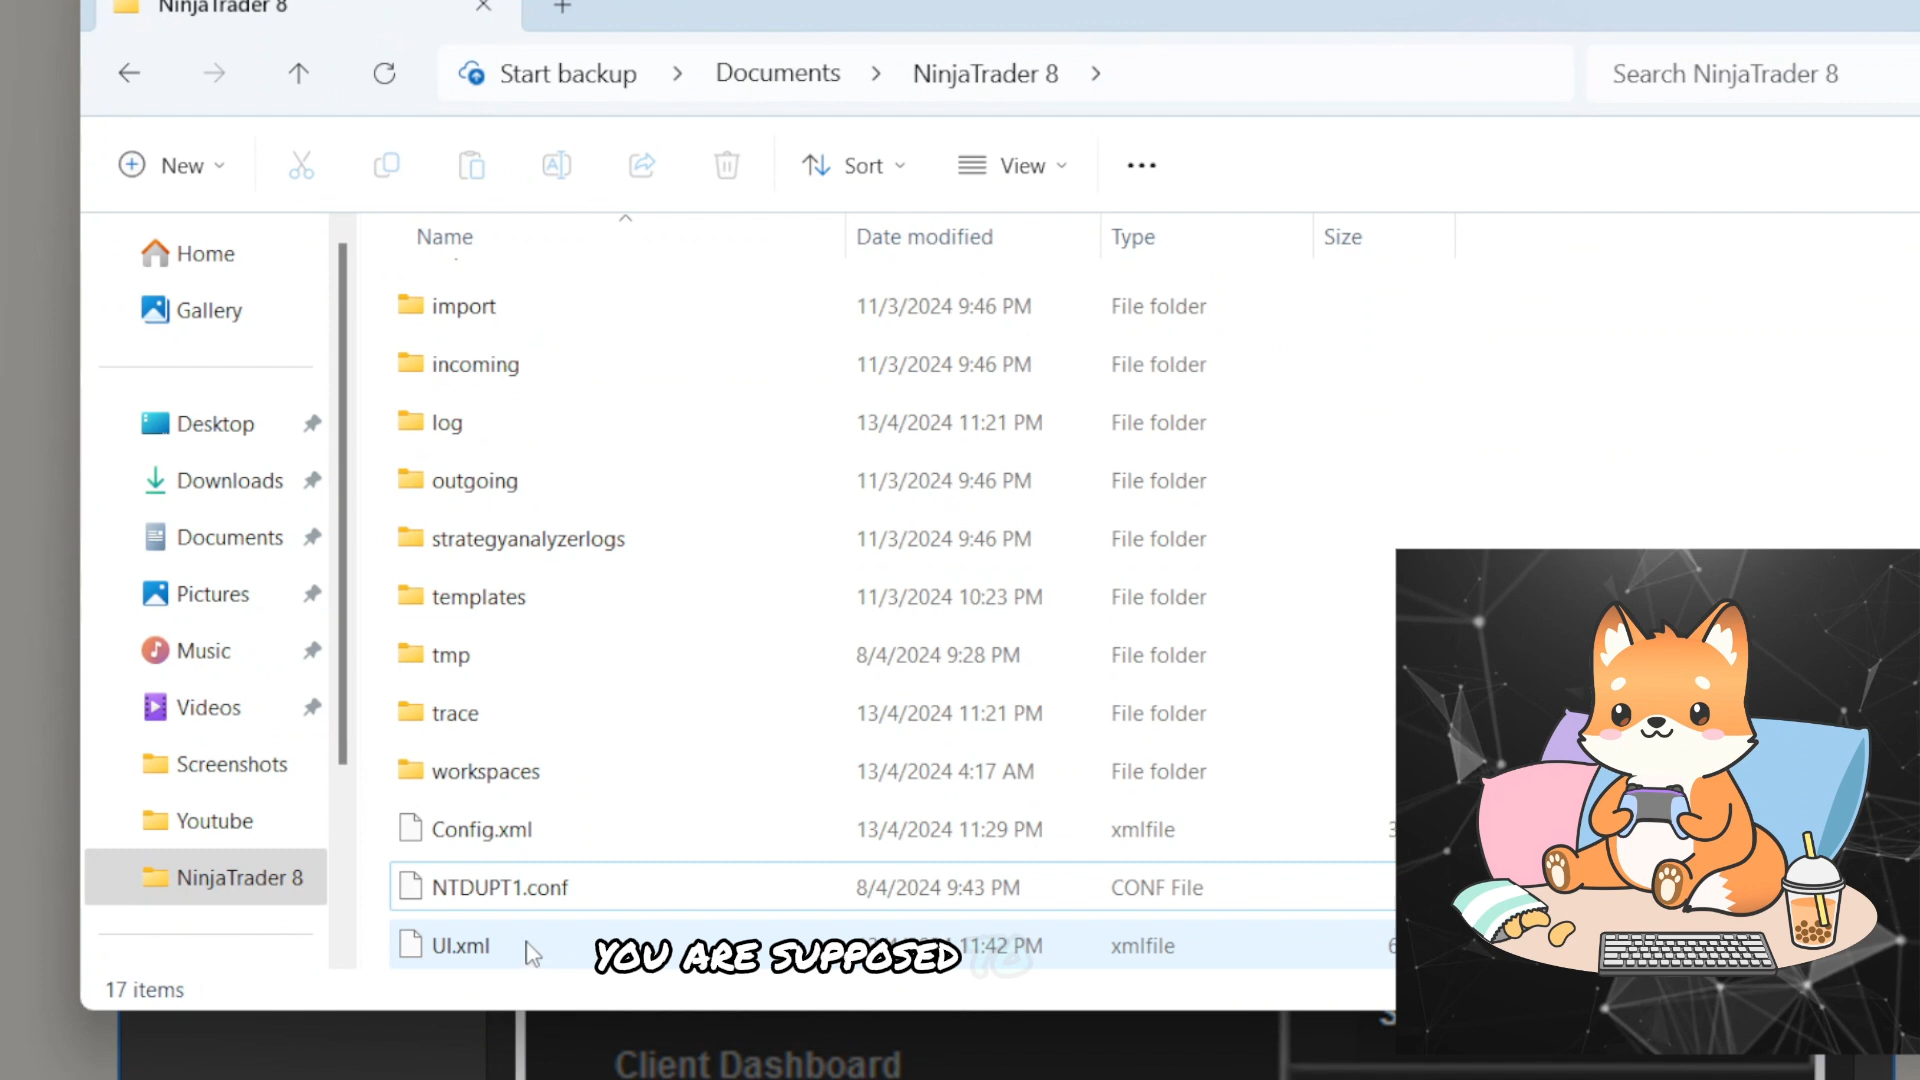 NinjaTrader 8
Start backup > Documents > NinjaTrader 8 >
Search NinjaTrader 8
New
Sort
View
Name Date modified Type Size
Home
Gallery
Desktop
Downloads
Documents
Pictures
Music
Videos
Screenshots
Youtube
NinjaTrader 8
import 11/3/2024 9:46 PM File folder
incoming 11/3/2024 9:46 PM File folder
log 13/4/2024 11:21 PM File folder
outgoing 11/3/2024 9:46 PM File folder
strategyanalyzerlogs 11/3/2024 9:46 PM File folder
templates 11/3/2024 10:23 PM File folder
tmp 8/4/2024 9:28 PM File folder
trace 13/4/2024 11:21 PM File folder
workspaces 13/4/2024 4:17 AM File folder
Config.xml 13/4/2024 11:29 PM xmlfile
NTDUPT1.conf 8/4/2024 9:43 PM CONF File
UI.xml 11:42 PM xmlfile
YOU ARE SUPPOSED TO
17 items
Client Dashboard